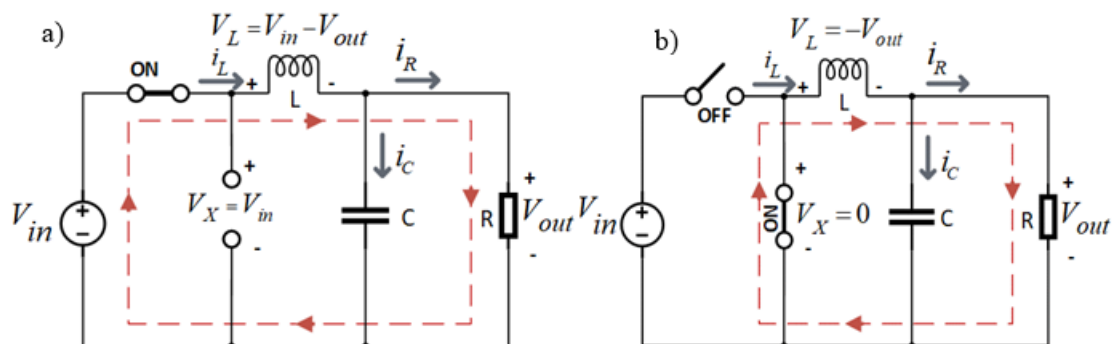 a)
V_L = V_in − V_out
ON
i_L
+
-
L
i_R
i_C
+
V_X = V_in
-
V_in
+
−
C
R
+
V_out
-
b)
V_L = −V_out
OFF
i_L
+
-
L
i_R
i_C
+
ON
V_X = 0
-
V_in
+
−
C
R
+
V_out
-